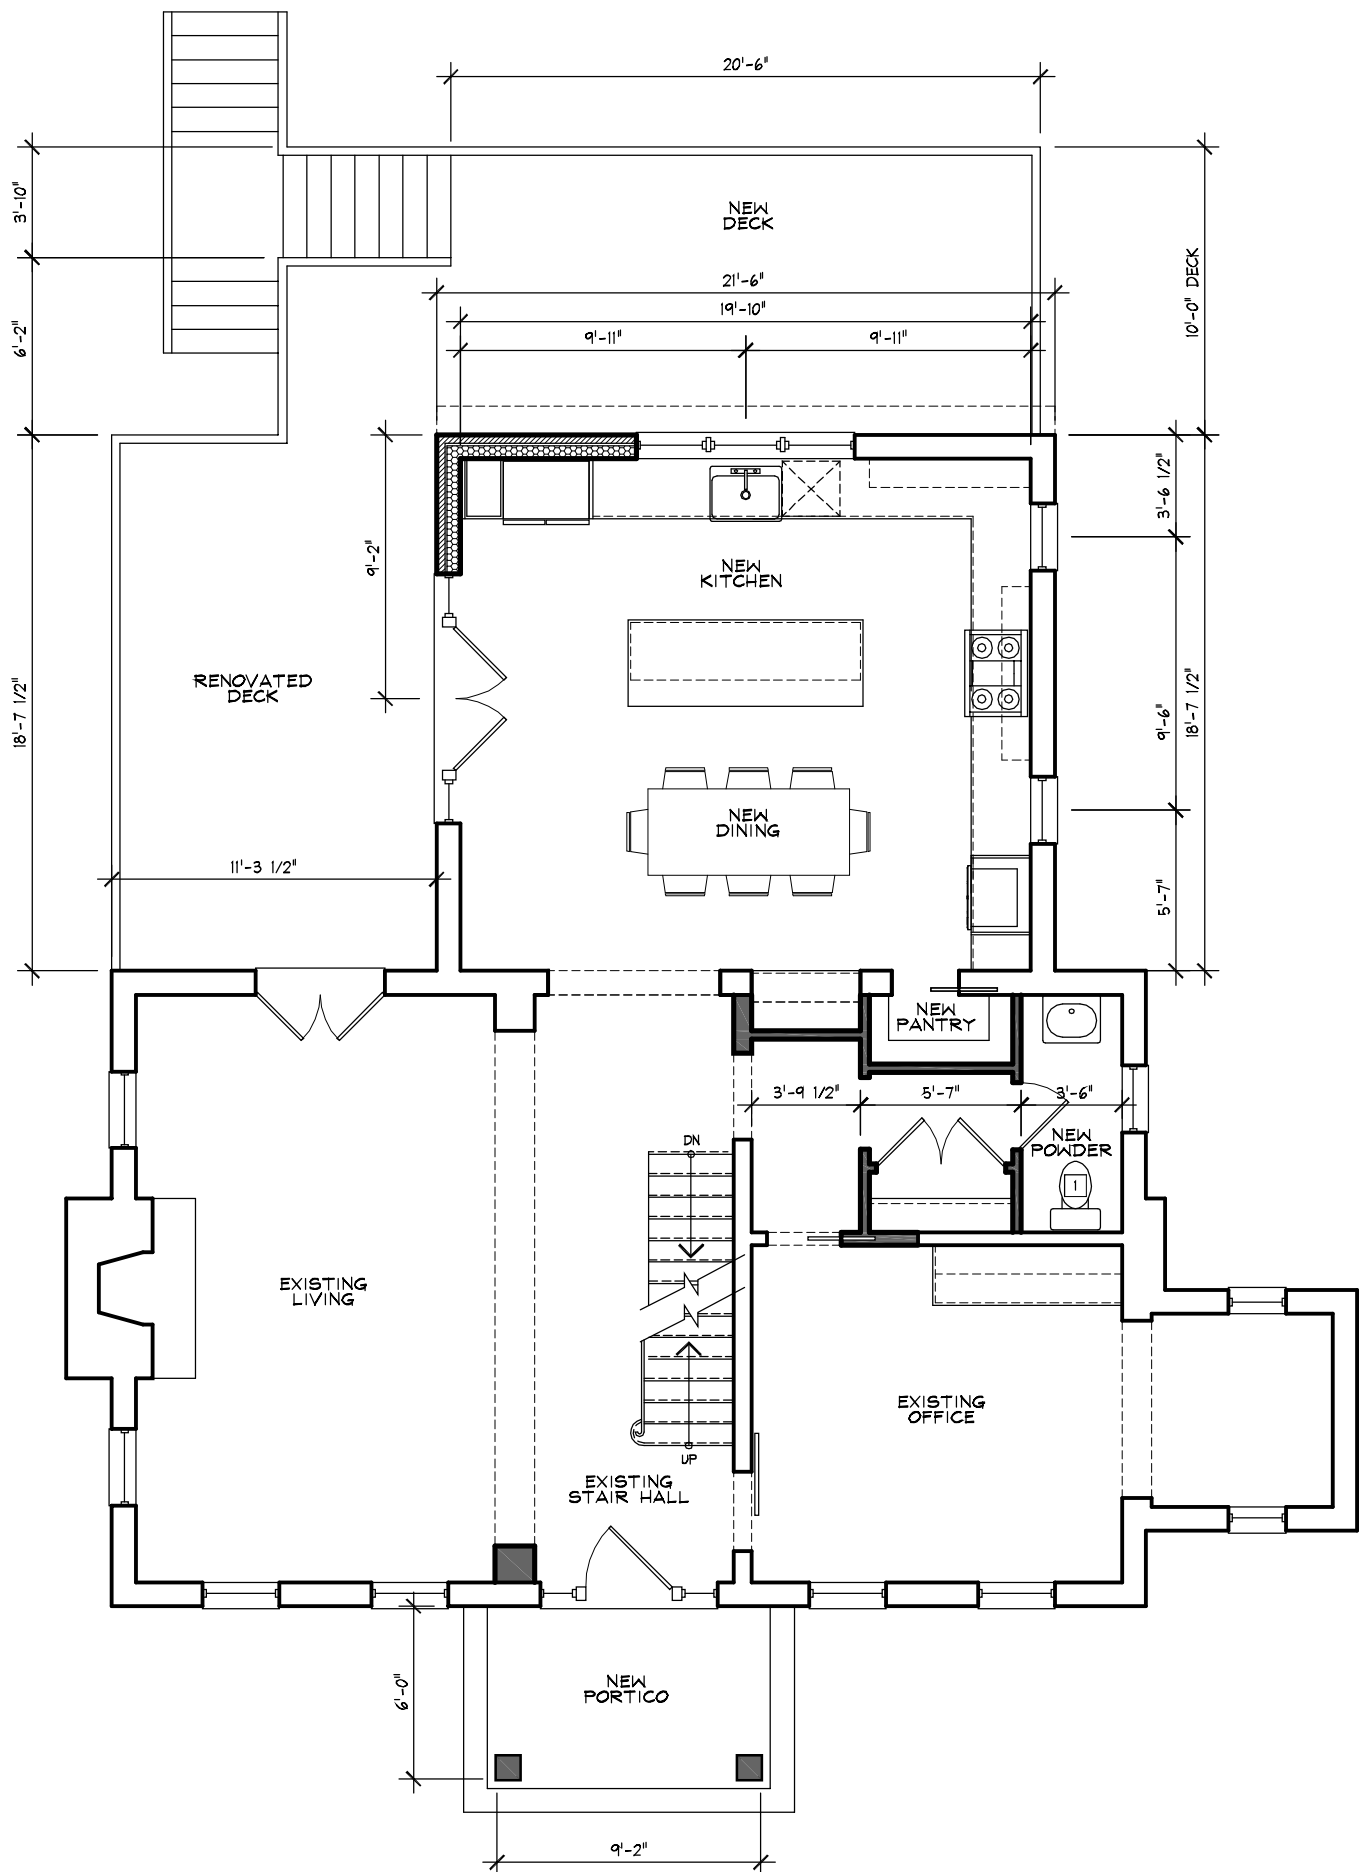 20'-6"
3'-10"
NEW
DECK
10'-0" DECK
21'-6"
19'-10"
9'-11"
9'-11"
6'-2"
3'-6 1/2"
9'-2"
NEW
KITCHEN
RENOVATED
DECK
18'-7 1/2"
9'-6"
18'-7 1/2"
NEW
DINING
11'-3 1/2"
5'-7"
NEW
PANTRY
3'-9 1/2"
5'-7"
3'-6"
DN
NEW
POWDER
1
EXISTING
LIVING
EXISTING
OFFICE
UP
EXISTING
STAIR HALL
6'-0"
NEW
PORTICO
9'-2"